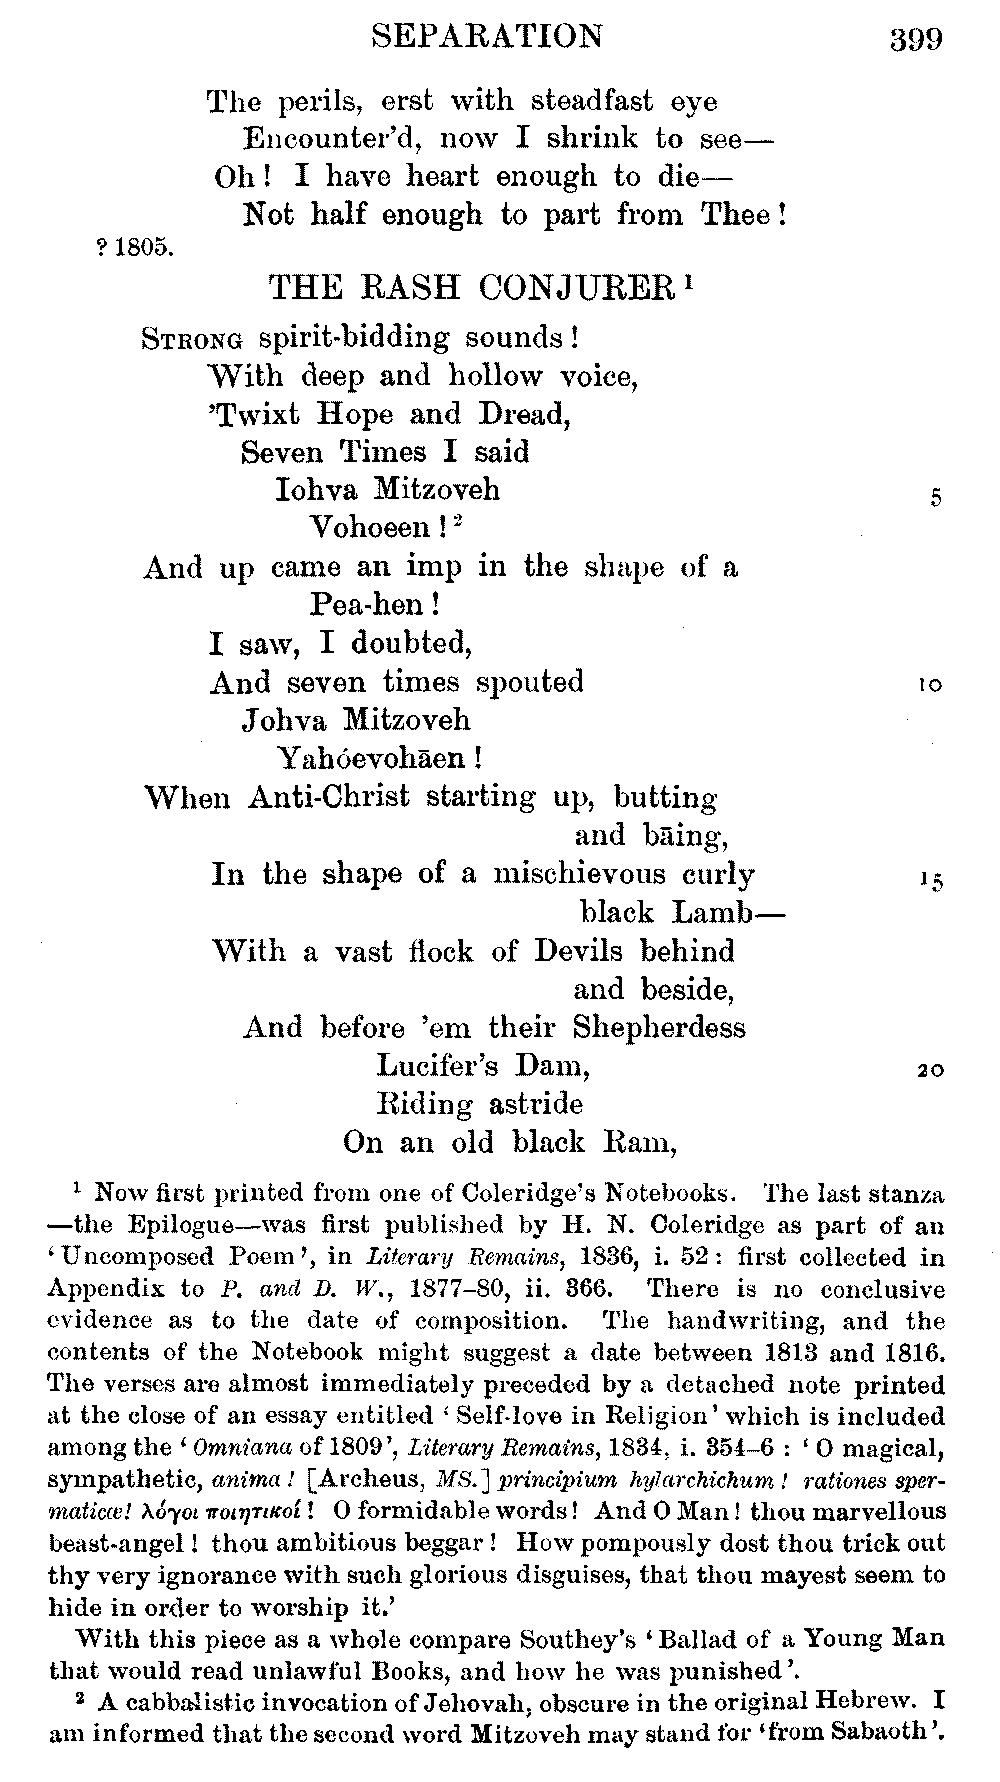 SEPARATION 399
The perils, erst with steadfast eye
Encounter'd, now I shrink to see—
Oh! I have heart enough to die—
Not half enough to part from Thee!
? 1805.
THE RASH CONJURER¹
STRONG spirit-bidding sounds!
With deep and hollow voice,
'Twixt Hope and Dread,
Seven Times I said
Iohva Mitzoveh 5
Vohoeen!²
And up came an imp in the shape of a
Pea-hen!
I saw, I doubted,
And seven times spouted 10
Johva Mitzoveh
Yahóevohāen!
When Anti-Christ starting up, butting
and bāing,
In the shape of a mischievous curly 15
black Lamb—
With a vast flock of Devils behind
and beside,
And before 'em their Shepherdess
Lucifer's Dam, 20
Riding astride
On an old black Ram,
¹ Now first printed from one of Coleridge's Notebooks. The last stanza
—the Epilogue—was first published by H. N. Coleridge as part of an
'Uncomposed Poem', in Literary Remains, 1836, i. 52: first collected in
Appendix to P. and D. W., 1877–80, ii. 366. There is no conclusive
evidence as to the date of composition. The handwriting, and the
contents of the Notebook might suggest a date between 1813 and 1816.
The verses are almost immediately preceded by a detached note printed
at the close of an essay entitled 'Self-love in Religion' which is included
among the 'Omniana of 1809', Literary Remains, 1834, i. 354–6 : 'O magical,
sympathetic, anima! [Archeus, MS.] principium hylarchichum! rationes sper-
maticæ! λόγοι ποιητικοί! O formidable words! And O Man! thou marvellous
beast-angel! thou ambitious beggar! How pompously dost thou trick out
thy very ignorance with such glorious disguises, that thou mayest seem to
hide in order to worship it.'
With this piece as a whole compare Southey's 'Ballad of a Young Man
that would read unlawful Books, and how he was punished'.
² A cabbalistic invocation of Jehovah, obscure in the original Hebrew. I
am informed that the second word Mitzoveh may stand for 'from Sabaoth'.